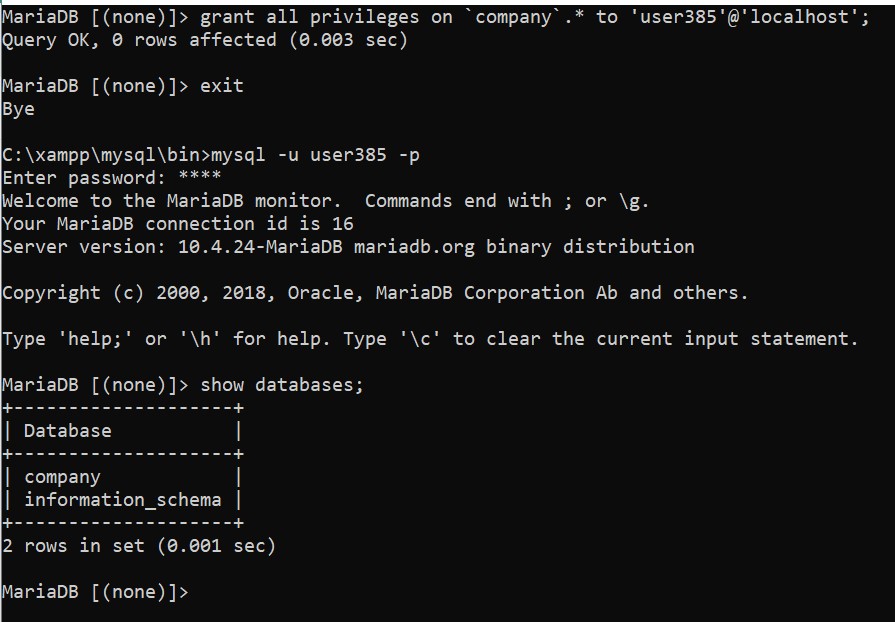 MariaDB [(none)]> grant all privileges on `company`.* to 'user385'@'localhost';
Query OK, 0 rows affected (0.003 sec)
MariaDB [(none)]> exit
Bye
C:\xampp\mysql\bin>mysql -u user385 -p
Enter password: ****
Welcome to the MariaDB monitor.  Commands end with ; or \g.
Your MariaDB connection id is 16
Server version: 10.4.24-MariaDB mariadb.org binary distribution
Copyright (c) 2000, 2018, Oracle, MariaDB Corporation Ab and others.
Type 'help;' or '\h' for help. Type '\c' to clear the current input statement.
MariaDB [(none)]> show databases;
+--------------------+
| Database           |
+--------------------+
| company            |
| information_schema |
+--------------------+
2 rows in set (0.001 sec)
MariaDB [(none)]>